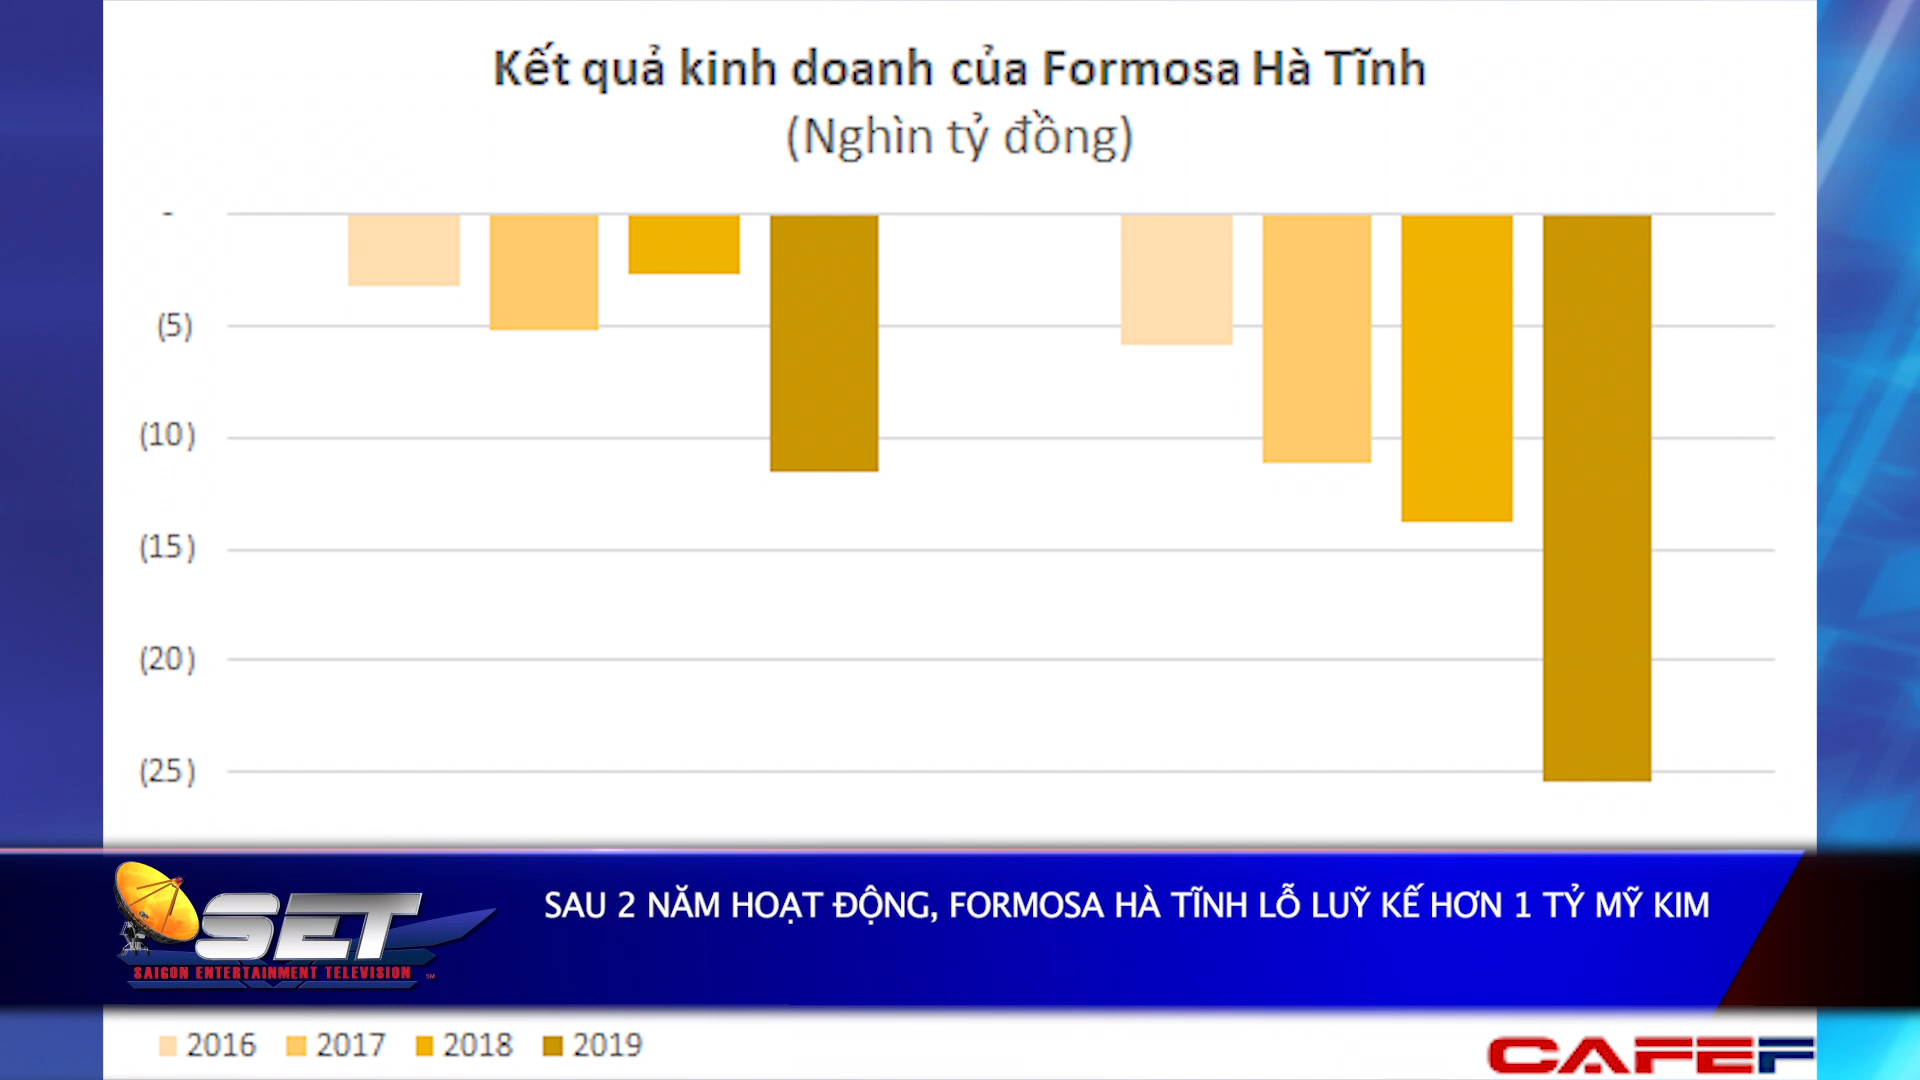 Kết quả kinh doanh của Formosa Hà Tĩnh
(Nghìn tỷ đồng)
-
(5)
(10)
(15)
(20)
(25)
SET
SAIGON ENTERTAINMENT TELEVISION SM
SAU 2 NĂM HOẠT ĐỘNG, FORMOSA HÀ TĨNH LỖ LUỸ KẾ HƠN 1 TỶ MỸ KIM
2016 2017 2018 2019
CAFEF